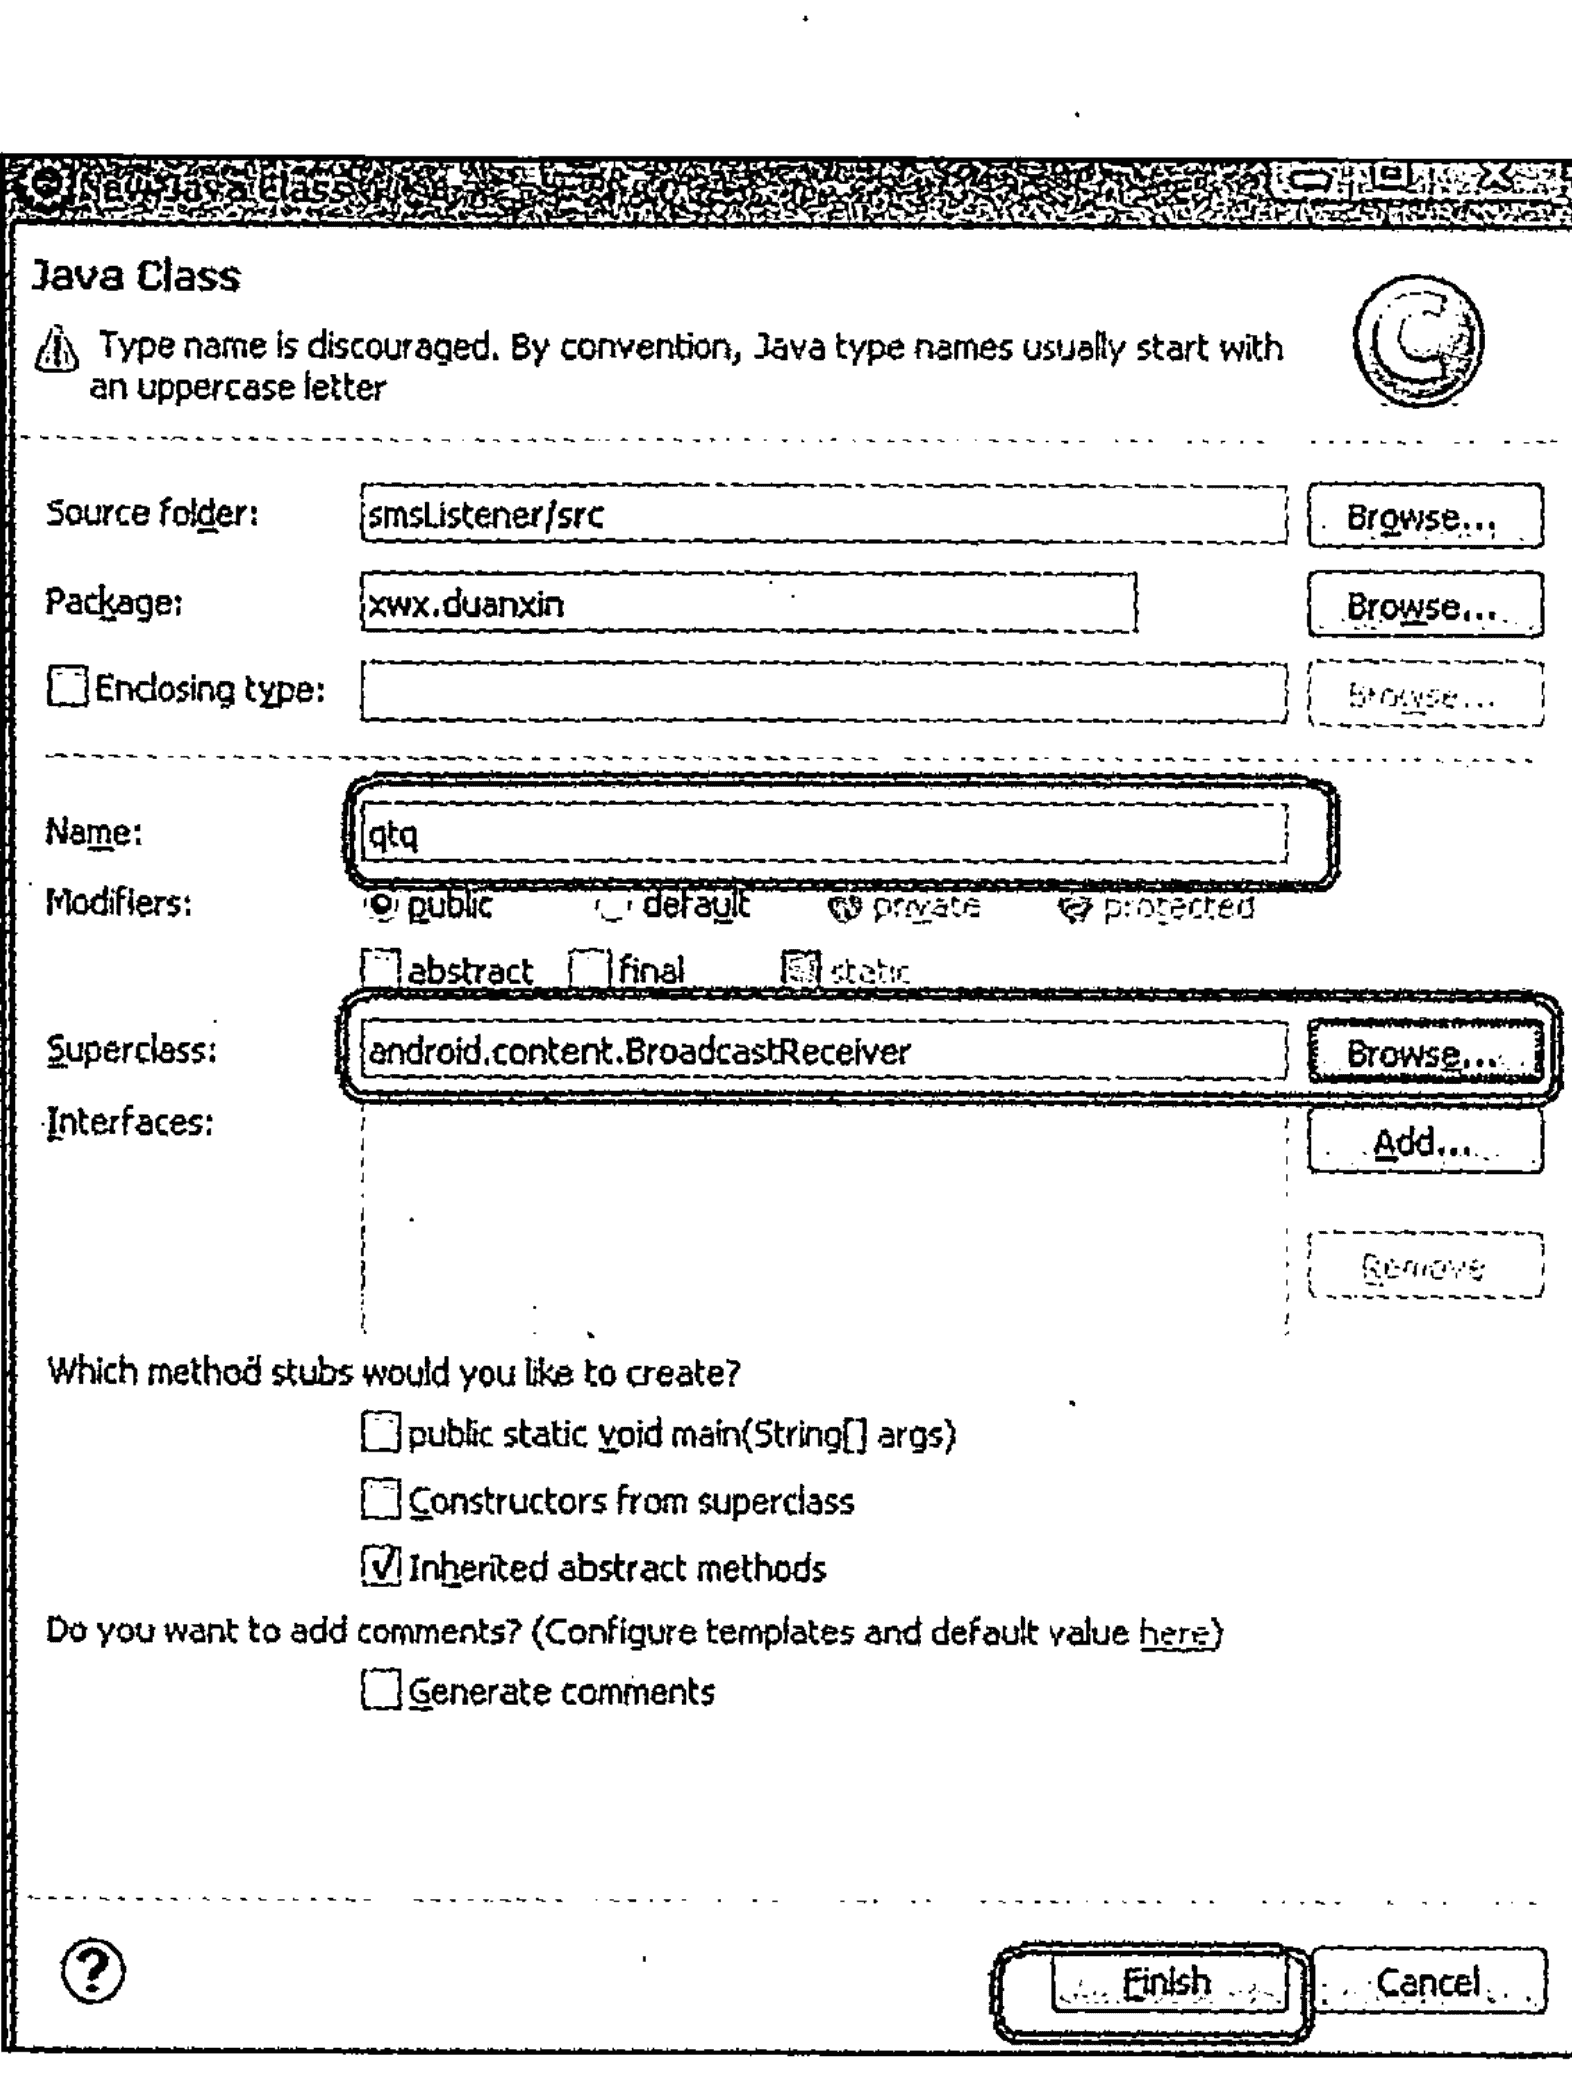 New Java Class
Java Class
Type name is discouraged. By convention, Java type names usually start with
an uppercase letter
Source folder: smsListener/src Browse...
Package: xwx.duanxin Browse...
Enclosing type: Browse...
Name: qtq
Modifiers: public default private protected
abstract final static
Superclass: android.content.BroadcastReceiver Browse...
Interfaces: Add...
Remove
Which method stubs would you like to create?
public static void main(String[] args)
Constructors from superclass
Inherited abstract methods
Do you want to add comments? (Configure templates and default value here)
Generate comments
Finish Cancel